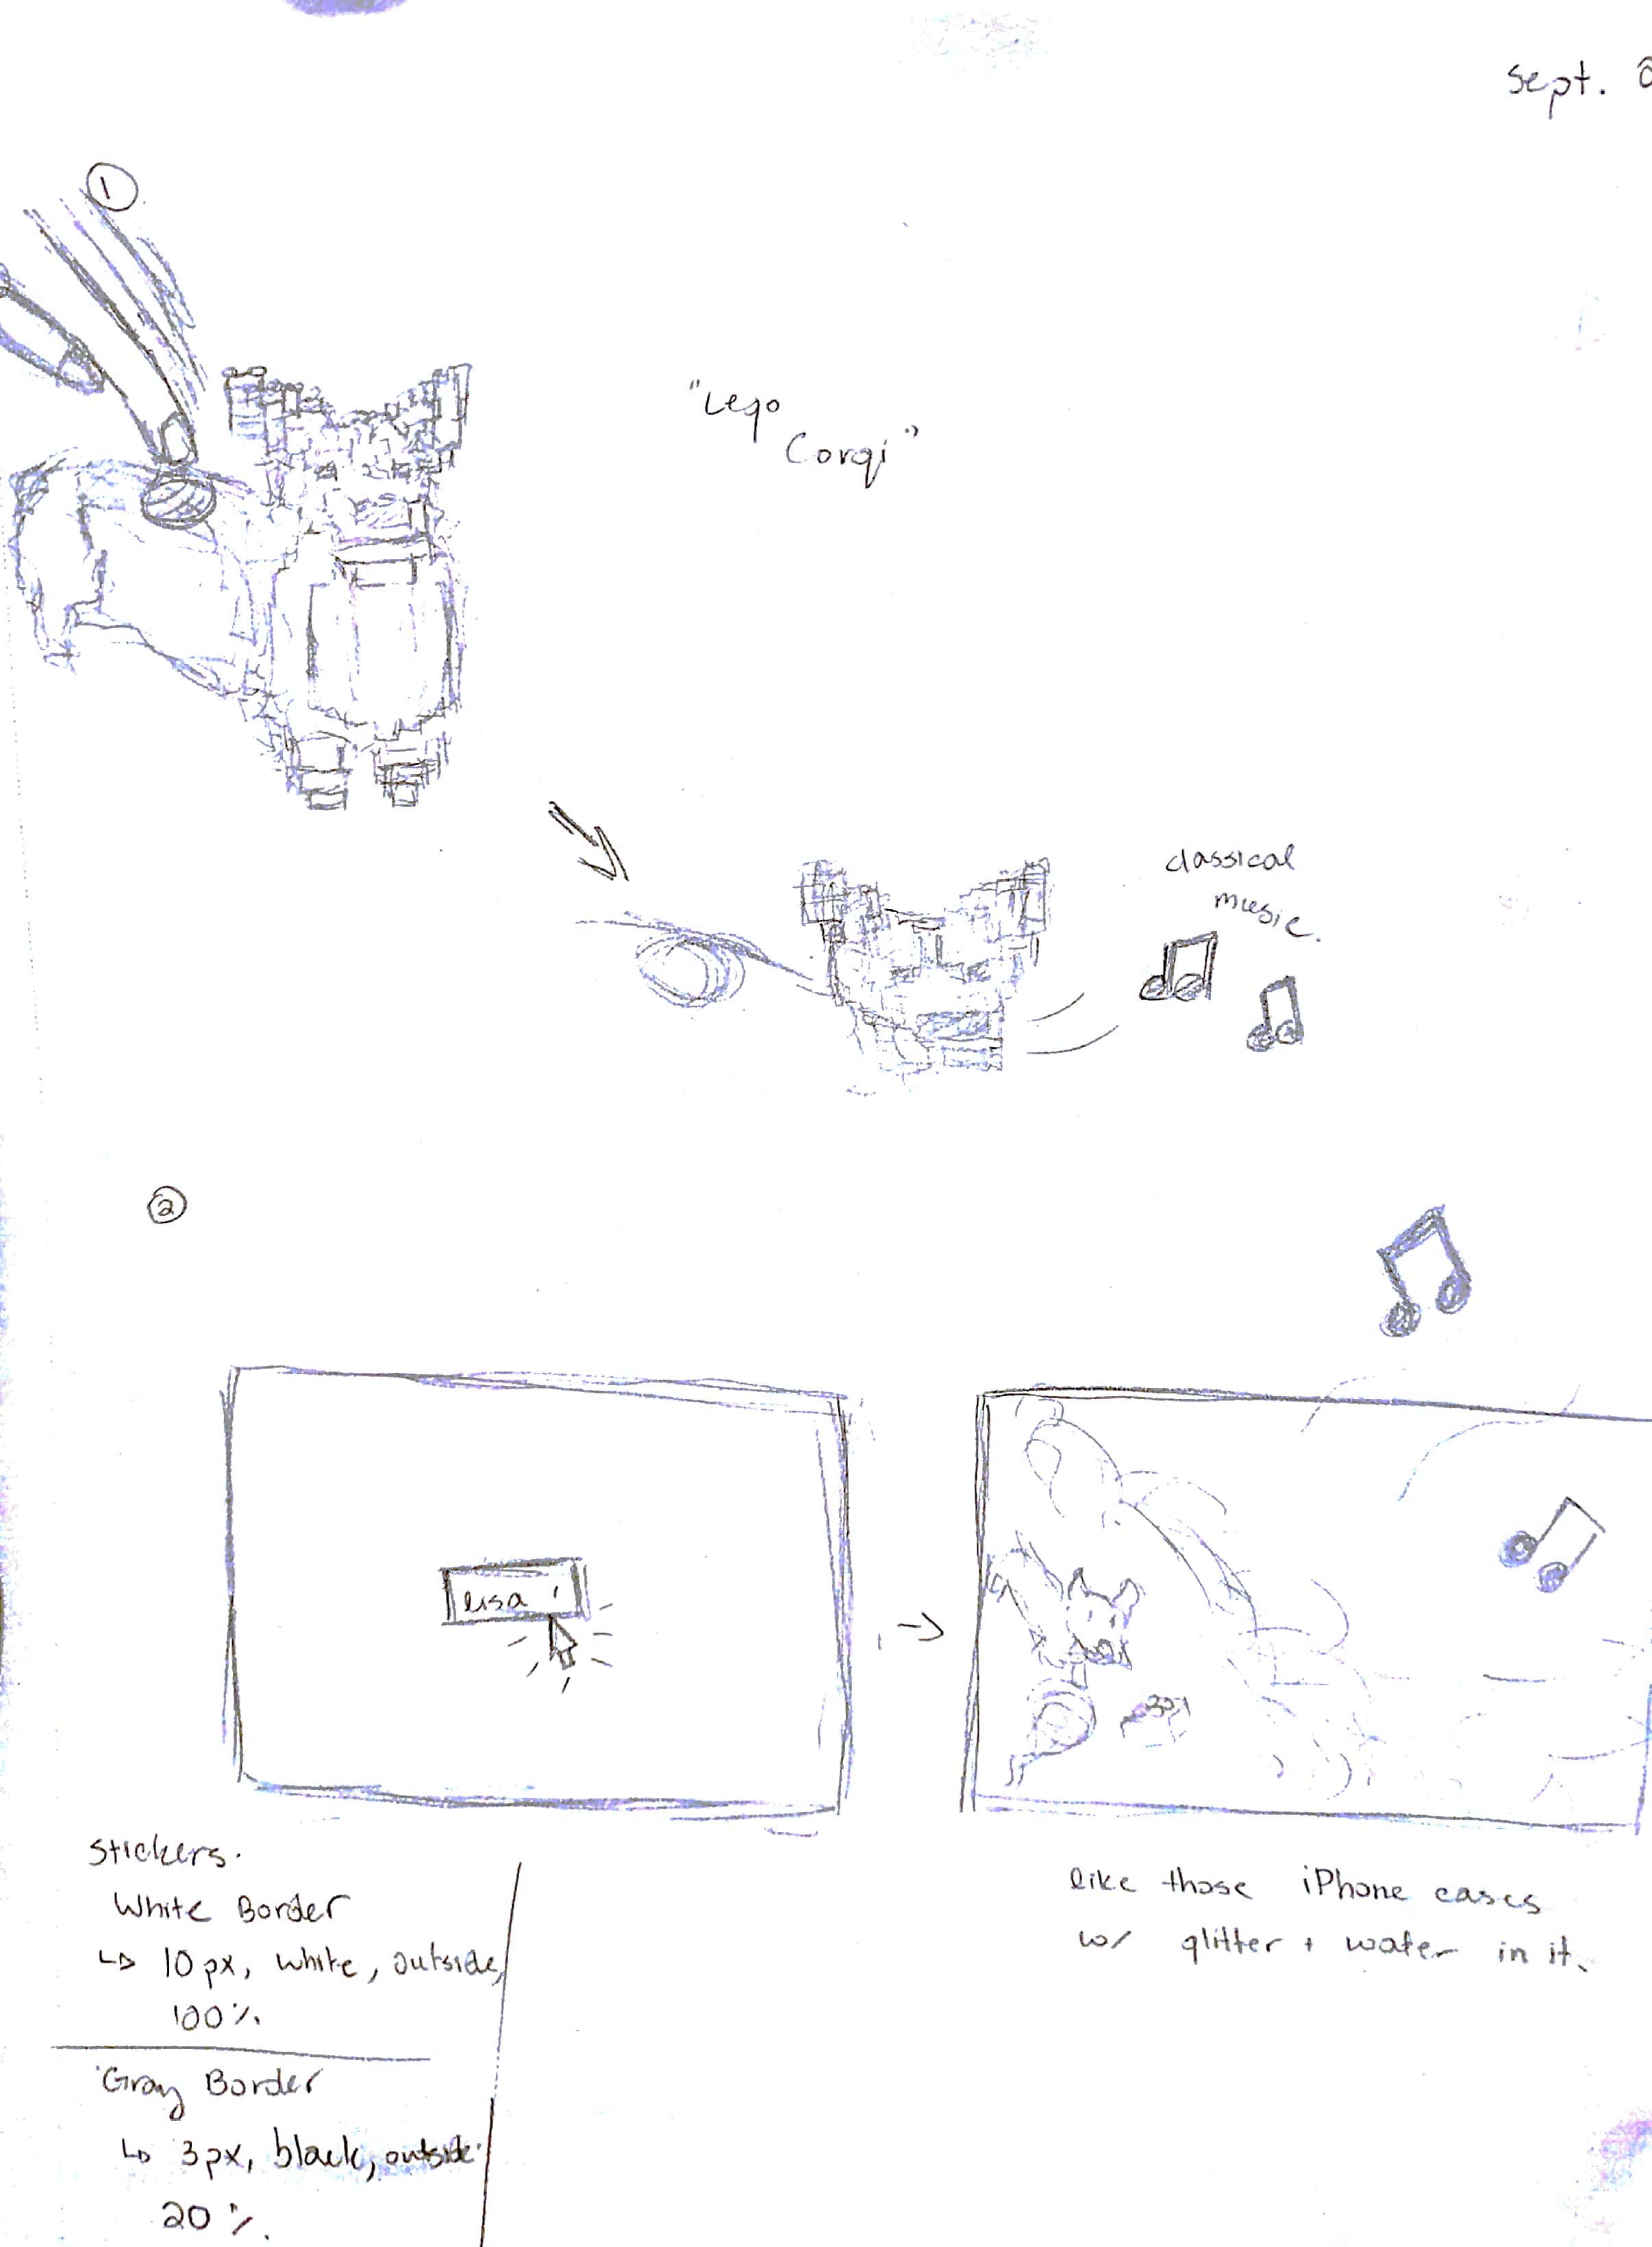 sept.
①
"Lego
Corgi"
classical
music.
②
lisa
stickers.
White Border
↳ 10 px, white, outside,
100%
Gray Border
↳ 3px, black, outside
20%.
like those iPhone cases
w/ glitter + water in it.